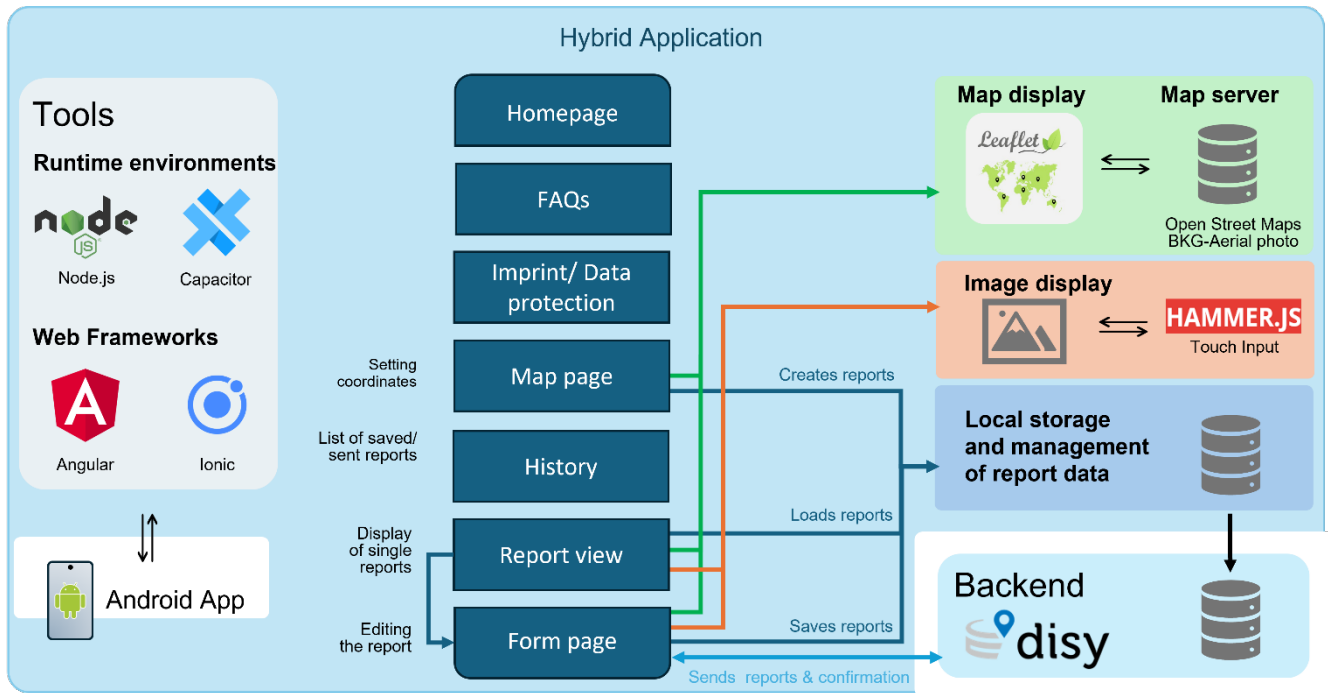 Hybrid Application
Tools
Runtime environments
node
JS
Node.js
Capacitor
Web Frameworks
A
Angular
Ionic
Android App
Homepage
FAQs
Imprint/ Data
protection
Setting
coordinates
Map page
List of saved/
sent reports
History
Display
of single
reports
Report view
Editing
the report
Form page
Creates reports
Loads reports
Saves reports
Sends reports & confirmation
Map display
Leaflet
Map server
Open Street Maps
BKG-Aerial photo
Image display
HAMMER.JS
Touch Input
Local storage
and management
of report data
Backend
disy